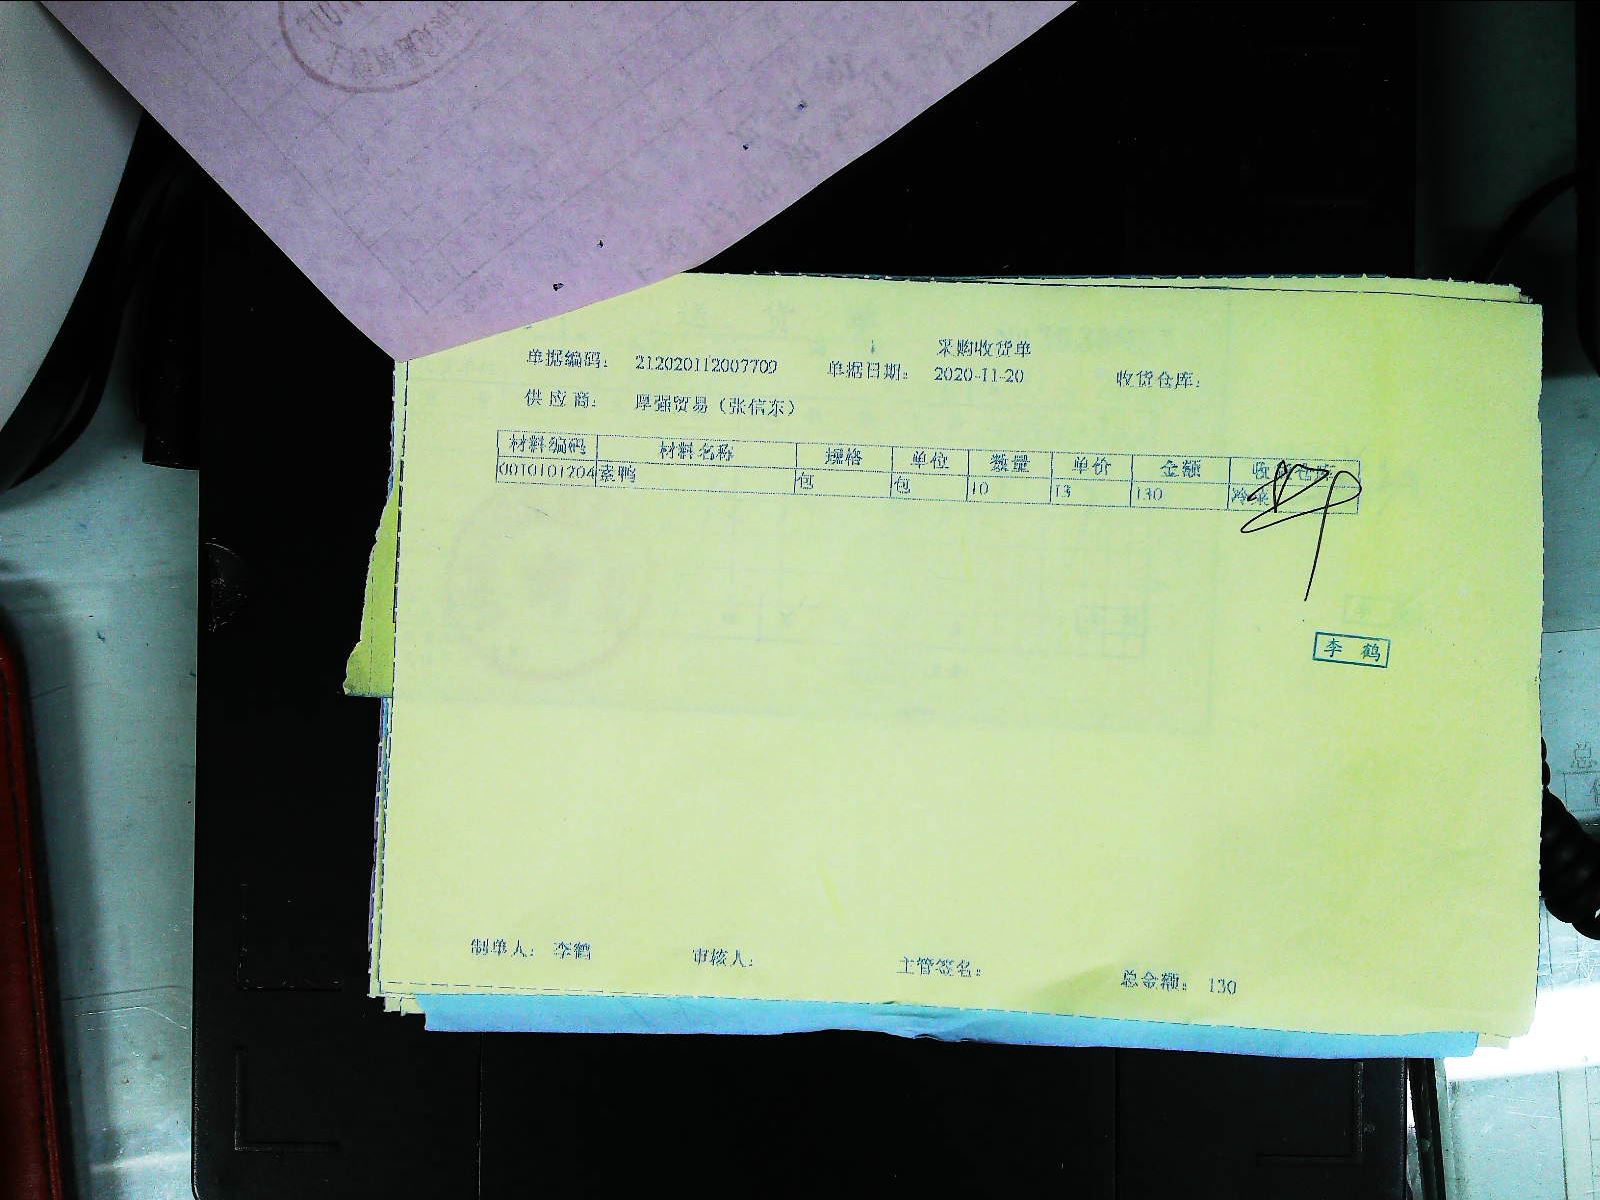 采购收货单
单据编码： 212020112007709 单据日期： 2020-11-20 收货仓库：
供 应 商： 厚强贸易（张信东）
材料编码 材料名称 规格 单位 数量 单价 金额
0010101204 素鸭 包 包 10 13 130
李 鹤
制单人： 李鹤 审核人： 主管签名： 总金额： 130
总